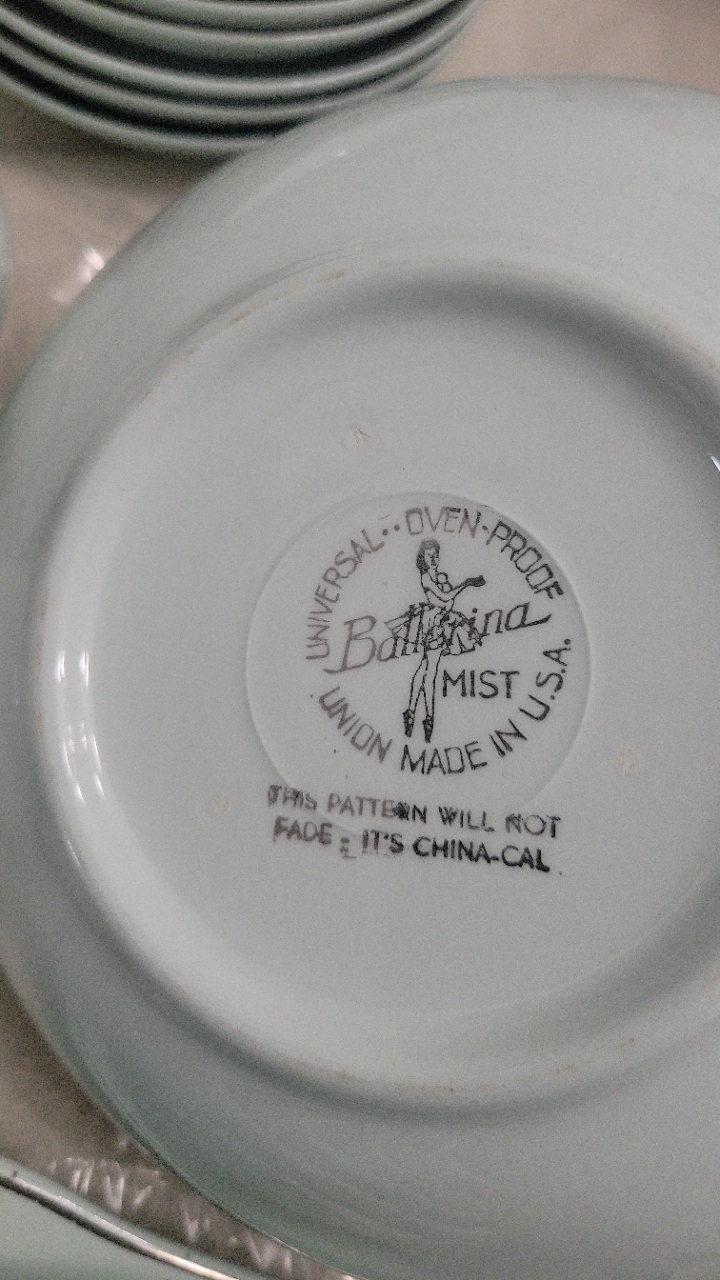 UNIVERSAL·· OVEN-PROOF
Ballerina
MIST
UNION MADE IN U.S.A.
THIS PATTERN WILL NOT
FADE - IT'S CHINA-CAL